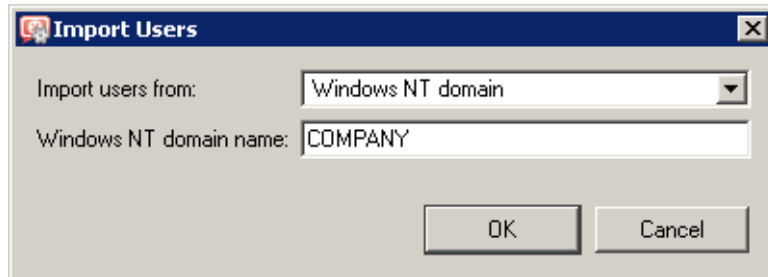 Import Users
Import users from: Windows NT domain
Windows NT domain name: COMPANY
OK Cancel